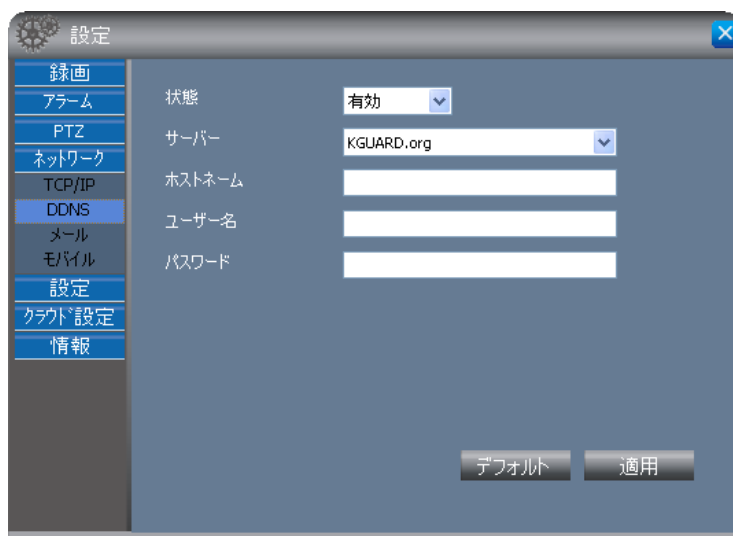 設定
録画
アラーム
PTZ
ネットワーク
TCP/IP
DDNS
メール
モバイル
設定
クラウド設定
情報
状態
有効
サーバー
KGUARD.org
ホストネーム
ユーザー名
パスワード
デフォルト
適用